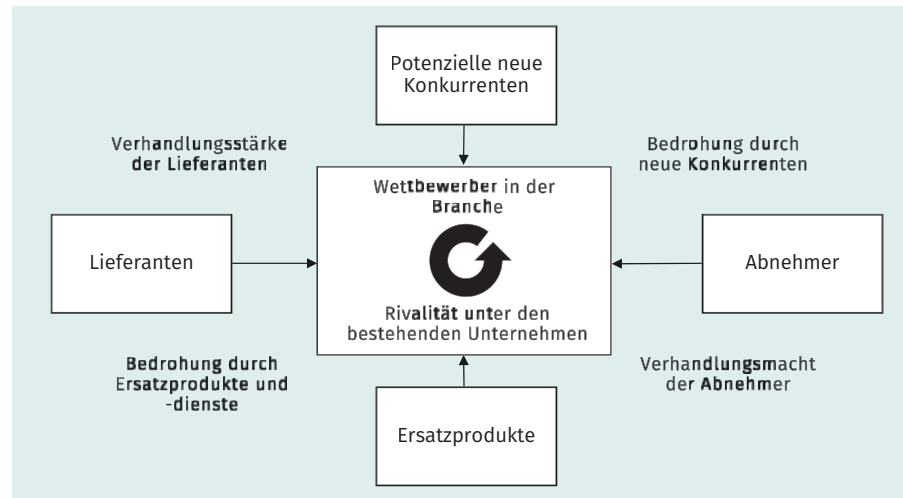 Potenzielle neue
Konkurrenten
Verhandlungsstärke
der Lieferanten
Bedrohung durch
neue Konkurrenten
Wettbewerber in der
Branche
Lieferanten
Abnehmer
Rivalität unter den
bestehenden Unternehmen
Bedrohung durch
Ersatzprodukte und
-dienste
Verhandlungsmacht
der Abnehmer
Ersatzprodukte